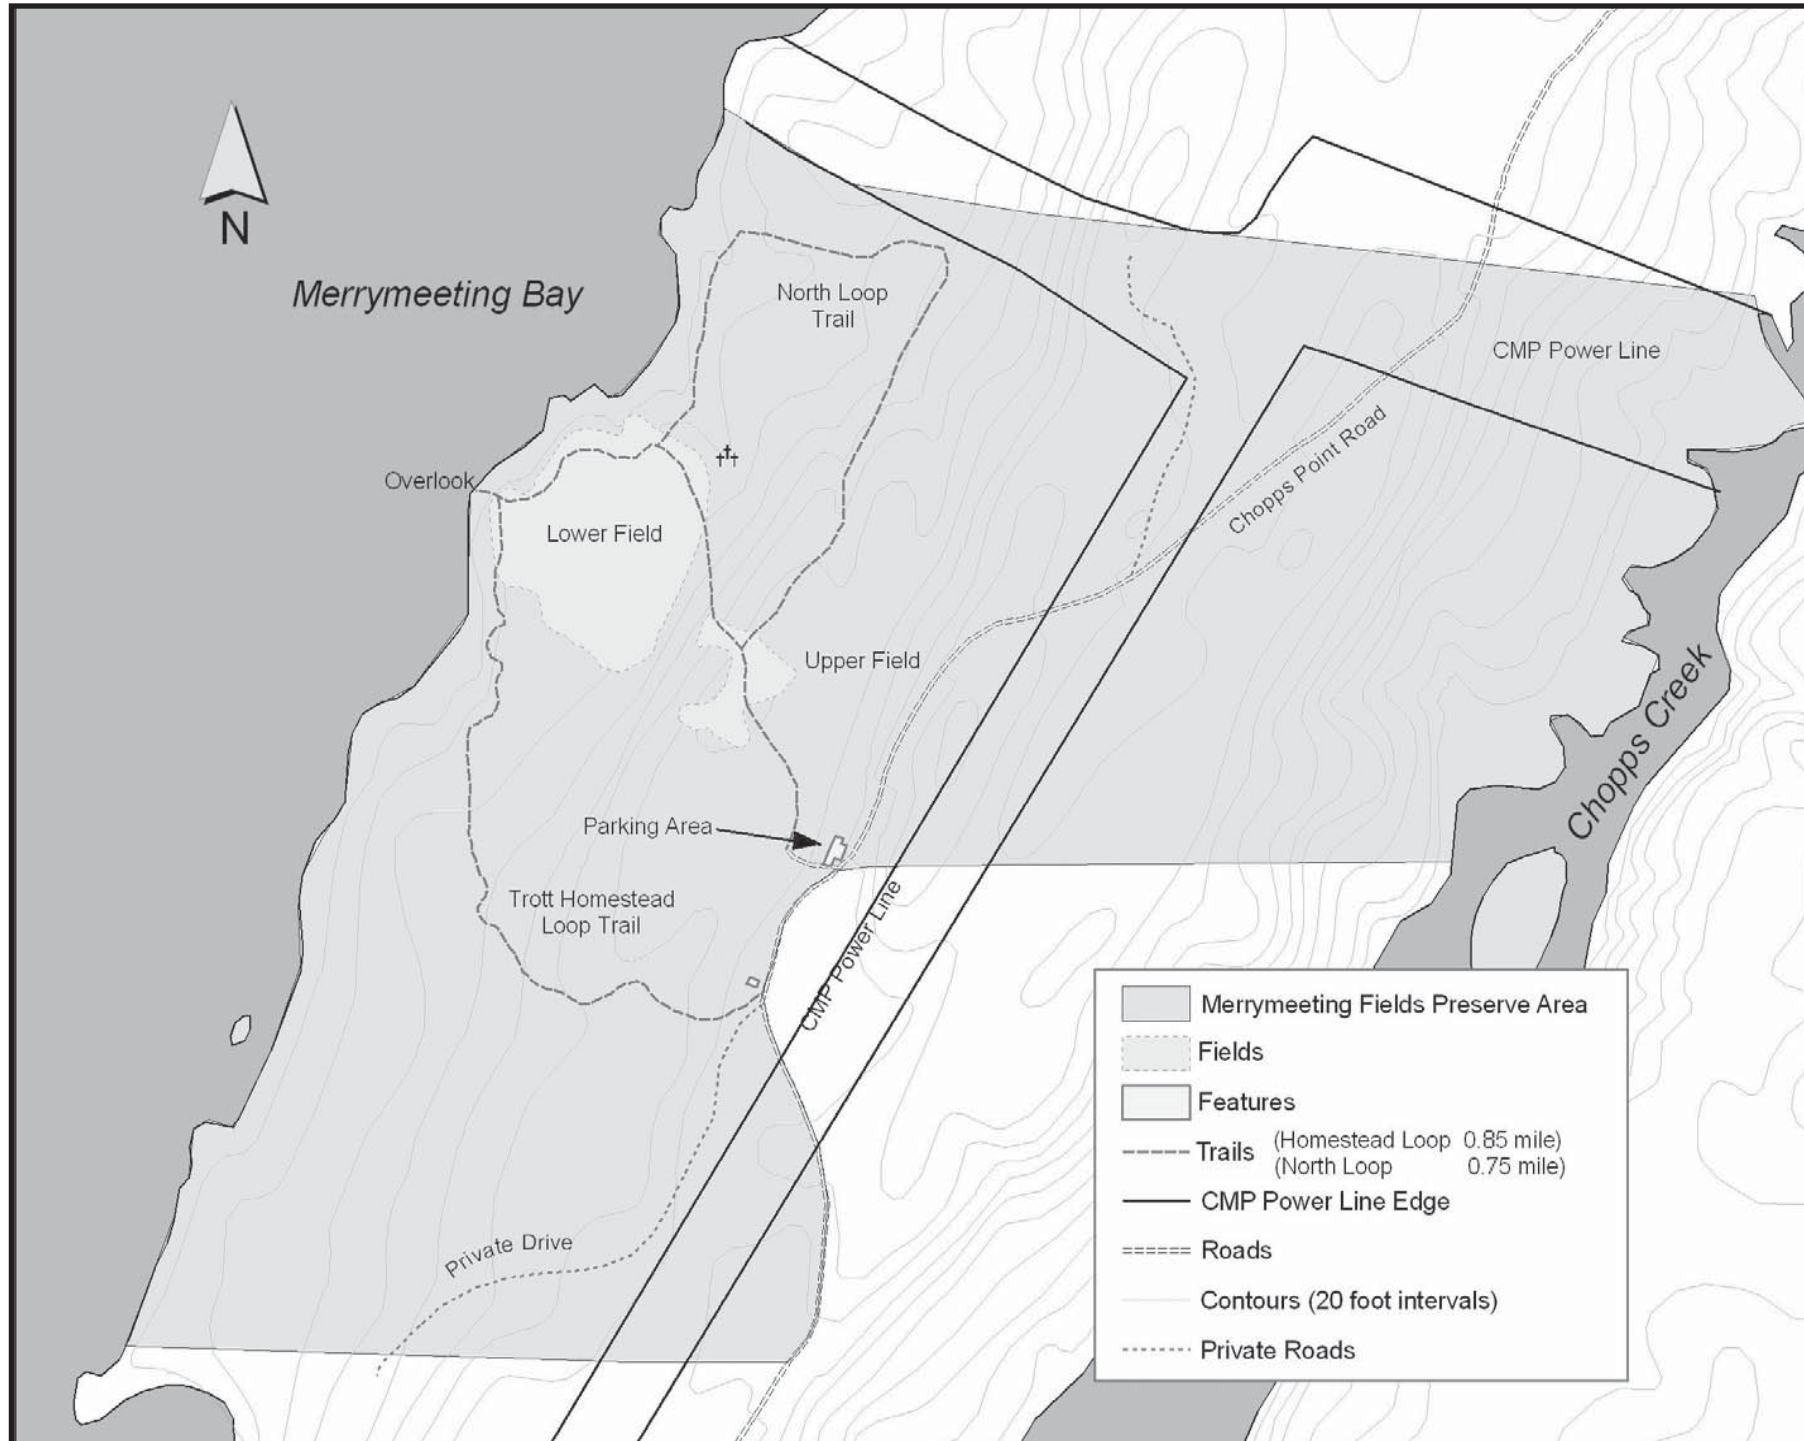 N
Merrymeeting Bay
North Loop
Trail
CMP Power Line
Chopps Point Road
Overlook
Lower Field
Upper Field
Chopps Creek
Parking Area
Trott Homestead
Loop Trail
CMP Power Line
Private Drive
Merrymeeting Fields Preserve Area
Fields
Features
Trails (Homestead Loop 0.85 mile)
(North Loop 0.75 mile)
CMP Power Line Edge
Roads
Contours (20 foot intervals)
Private Roads